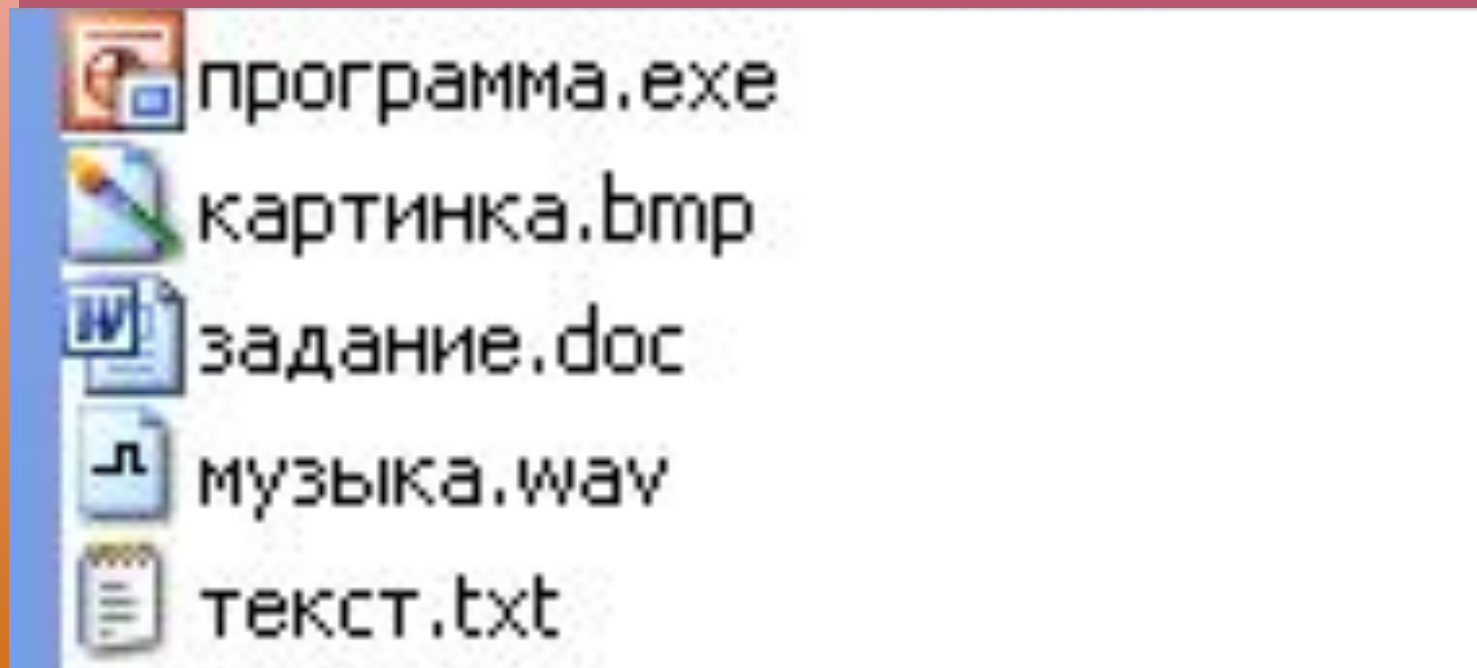 программа.exe
картинка.bmp
задание.doc
музыка.wav
текст.txt